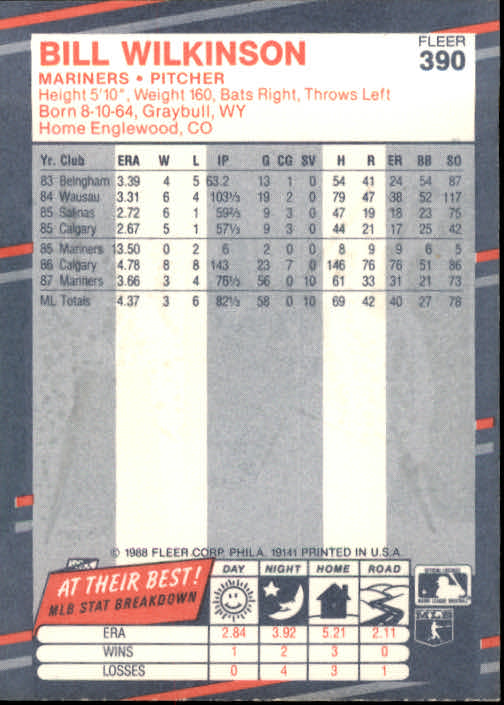 BILL WILKINSON
FLEER
390
MARINERS • PITCHER
Height 5'10", Weight 160, Bats Right, Throws Left
Born 8-10-64, Graybull, WY
Home Englewood, CO
Yr. Club ERA W L IP G CG SV H R ER BB SO
83 Belngham 3.39 4 5 63.2 13 1 0 54 41 24 54 87
84 Wausau 3.31 6 4 103⅓ 19 2 0 79 47 38 52 117
85 Salinas 2.72 6 1 59⅔ 9 3 0 47 19 18 23 75
85 Calgary 2.67 5 1 57⅓ 9 3 0 44 21 17 25 42
85 Mariners 13.50 0 2 6 2 0 0 8 9 9 6 5
86 Calgary 4.78 8 8 143 23 7 0 146 76 76 51 86
87 Mariners 3.66 3 4 76⅓ 56 0 10 61 33 31 21 73
ML Totals 4.37 3 6 82⅓ 58 0 10 69 42 40 27 78
© 1988 FLEER CORP. PHILA. 19141 PRINTED IN U.S.A.
AT THEIR BEST!
MLB STAT BREAKDOWN
DAY NIGHT HOME ROAD
ERA 2.84 3.92 5.21 2.11
WINS 1 2 3 0
LOSSES 0 4 3 1